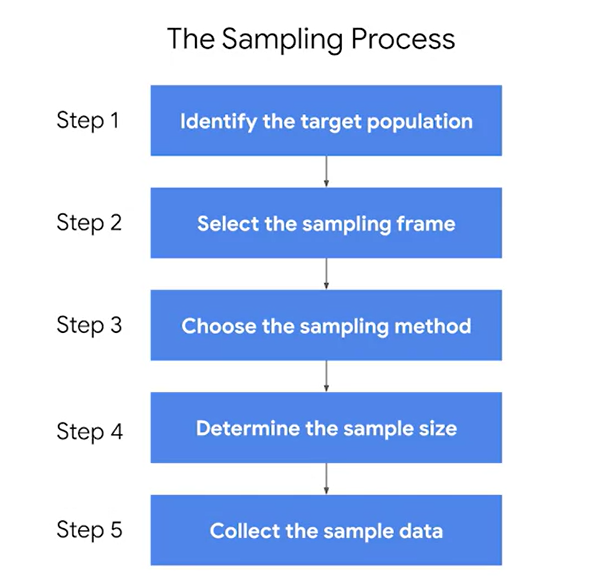 The Sampling Process
Step 1
Identify the target population
Step 2
Select the sampling frame
Step 3
Choose the sampling method
Step 4
Determine the sample size
Step 5
Collect the sample data